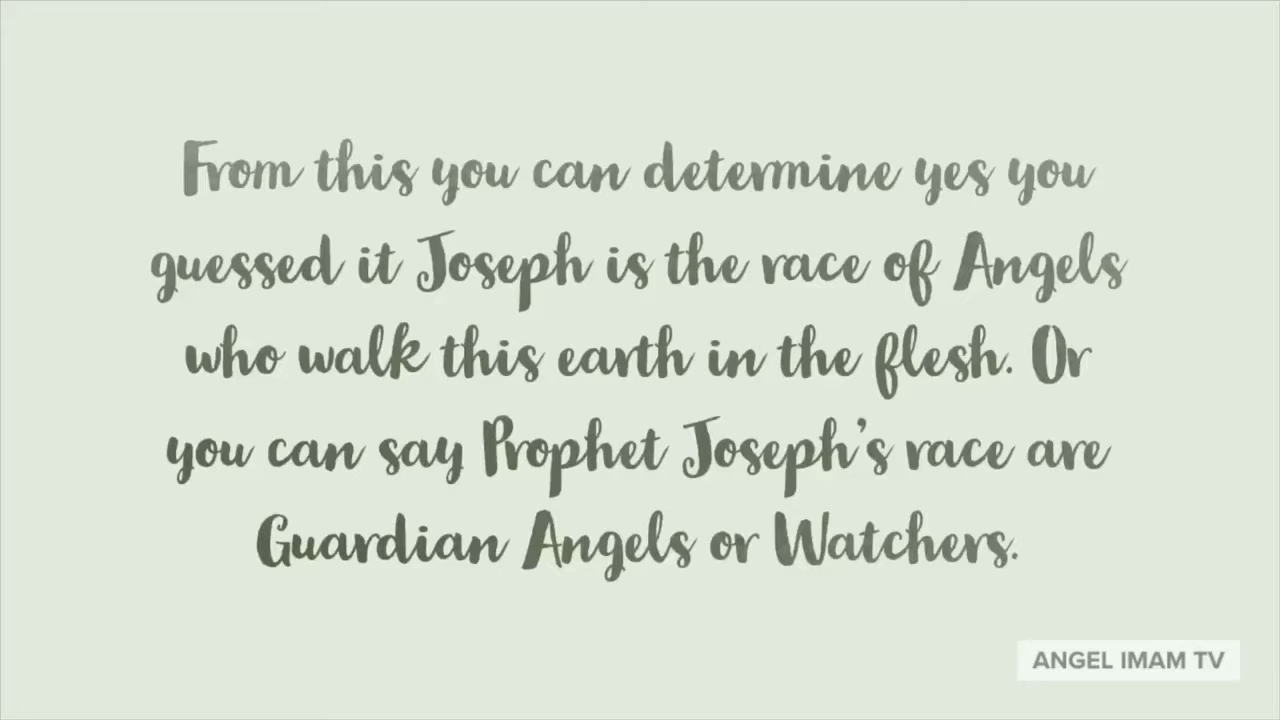 From this you can determine yes you
guessed it Joseph is the race of Angels
who walk this earth in the flesh. Or
you can say Prophet Joseph's race are
Guardian Angels or Watchers.
ANGEL IMAM TV